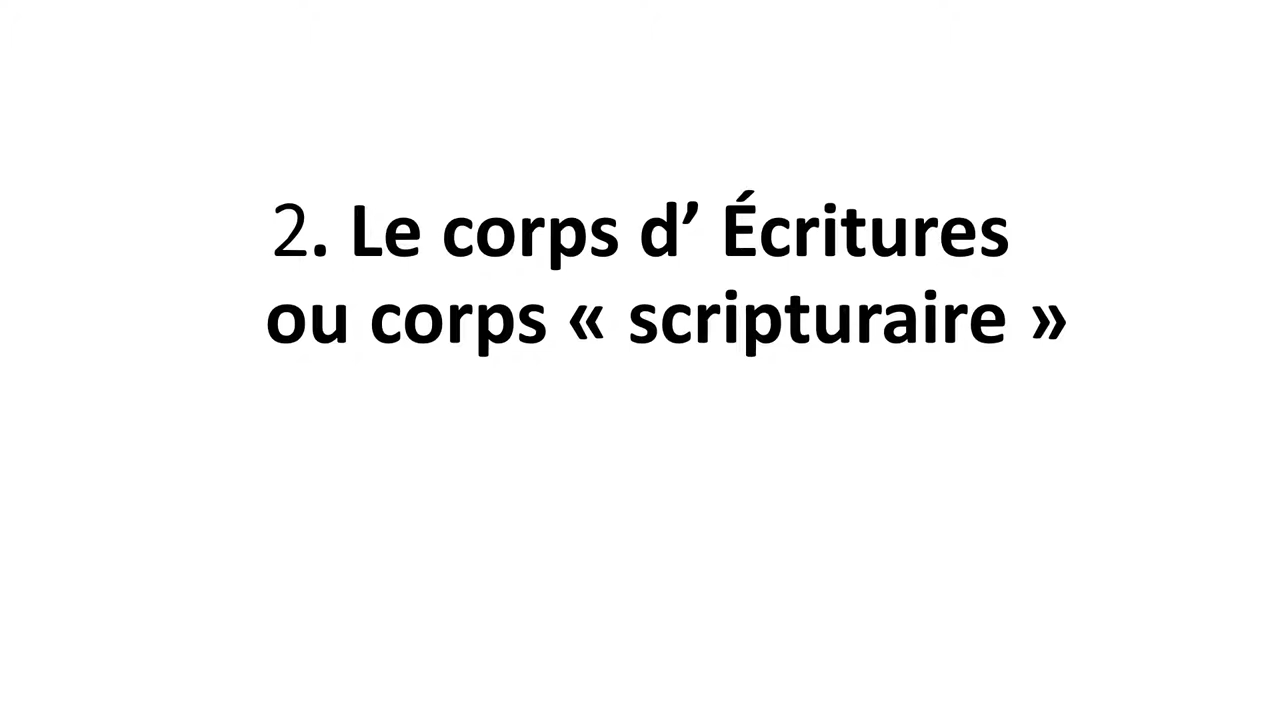 2. Le corps d’ Écritures
ou corps « scripturaire »